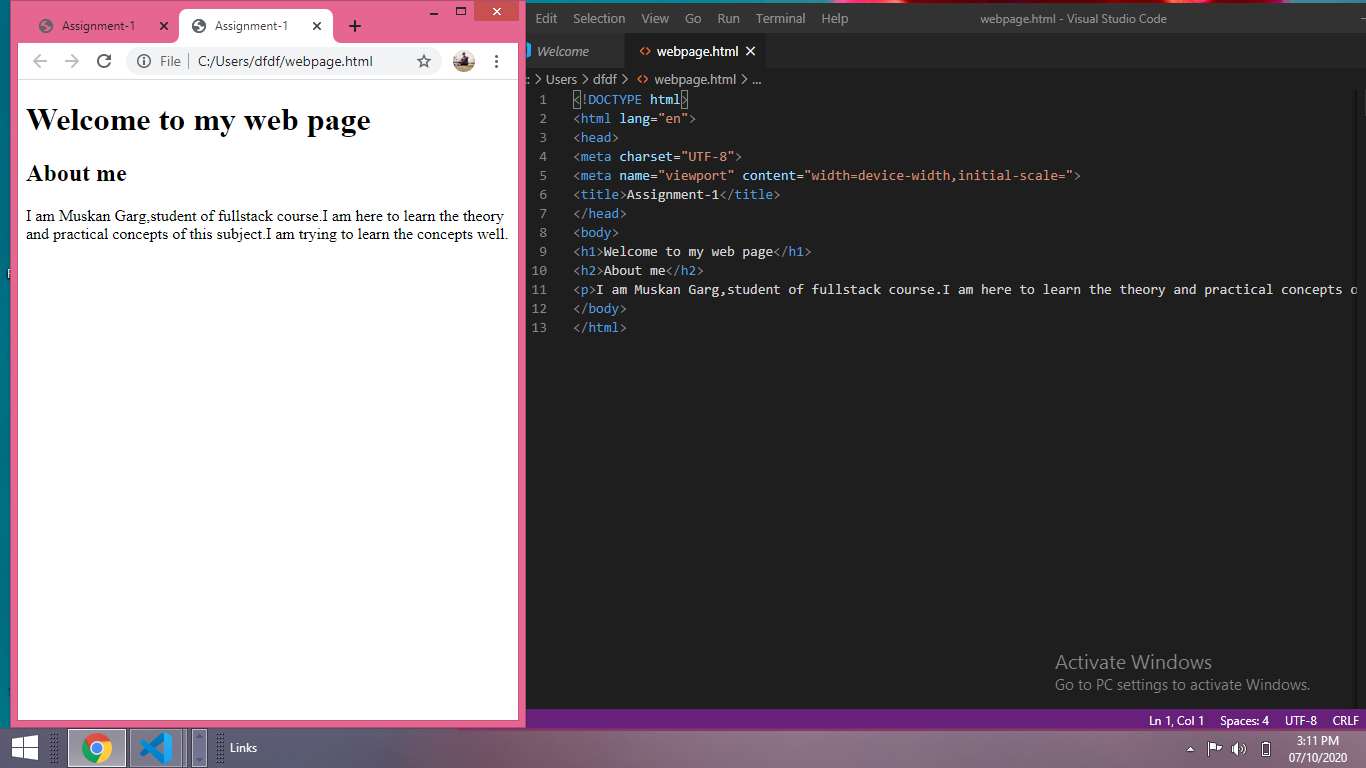 Assignment-1
Assignment-1
File
C:/Users/dfdf/webpage.html
Welcome to my web page
About me
I am Muskan Garg,student of fullstack course.I am here to learn the theory
and practical concepts of this subject.I am trying to learn the concepts well.
Edit Selection View Go Run Terminal Help
webpage.html - Visual Studio Code
Welcome
<> webpage.html
Users > dfdf > <> webpage.html > ...
1 <!DOCTYPE html>
2 <html lang="en">
3 <head>
4 <meta charset="UTF-8">
5 <meta name="viewport" content="width=device-width,initial-scale=">
6 <title>Assignment-1</title>
7 </head>
8 <body>
9 <h1>Welcome to my web page</h1>
10 <h2>About me</h2>
11 <p>I am Muskan Garg,student of fullstack course.I am here to learn the theory and practical concepts o
12 </body>
13 </html>
Activate Windows
Go to PC settings to activate Windows.
Ln 1, Col 1 Spaces: 4 UTF-8 CRLF
Links
3:11 PM
07/10/2020